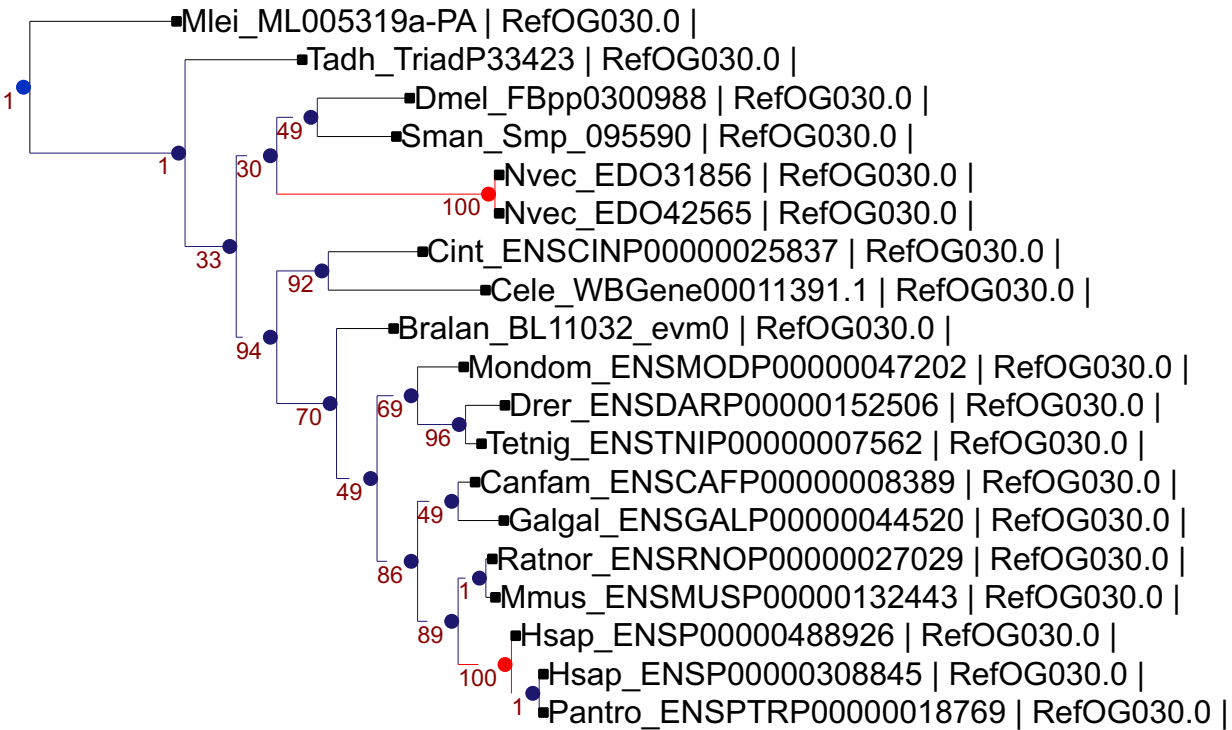 Mlei_ML005319a-PA | RefOG030.0 |
Tadh_TriadP33423 | RefOG030.0 |
1
Dmel_FBpp0300988 | RefOG030.0 |
49
Sman_Smp_095590 | RefOG030.0 |
1
30
Nvec_EDO31856 | RefOG030.0 |
100
Nvec_EDO42565 | RefOG030.0 |
Cint_ENSCINP00000025837 | RefOG030.0 |
33
92
Cele_WBGene00011391.1 | RefOG030.0 |
Bralan_BL11032_evm0 | RefOG030.0 |
94
Mondom_ENSMODP00000047202 | RefOG030.0 |
69
Drer_ENSDARP00000152506 | RefOG030.0 |
70
96
Tetnig_ENSTNIP00000007562 | RefOG030.0 |
Canfam_ENSCAFP00000008389 | RefOG030.0 |
49
49
Galgal_ENSGALP00000044520 | RefOG030.0 |
Ratnor_ENSRNOP00000027029 | RefOG030.0 |
86
1
Mmus_ENSMUSP00000132443 | RefOG030.0 |
89
Hsap_ENSP00000488926 | RefOG030.0 |
100
Hsap_ENSP00000308845 | RefOG030.0 |
1
Pantro_ENSPTRP00000018769 | RefOG030.0 |